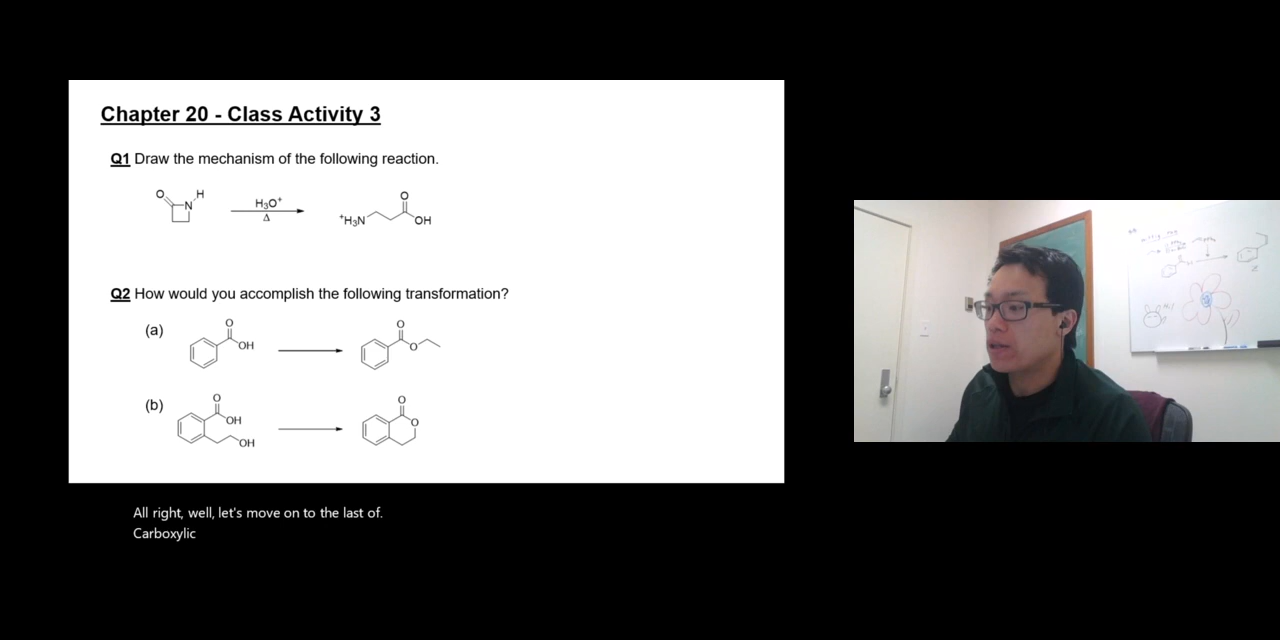 Chapter 20 - Class Activity 3
Q1 Draw the mechanism of the following reaction.
O
H
N
H3O+
Δ
+H3N
O
OH
Q2 How would you accomplish the following transformation?
(a)
O
OH
O
O
(b)
O
OH
OH
O
O
All right, well, let's move on to the last of.
Carboxylic